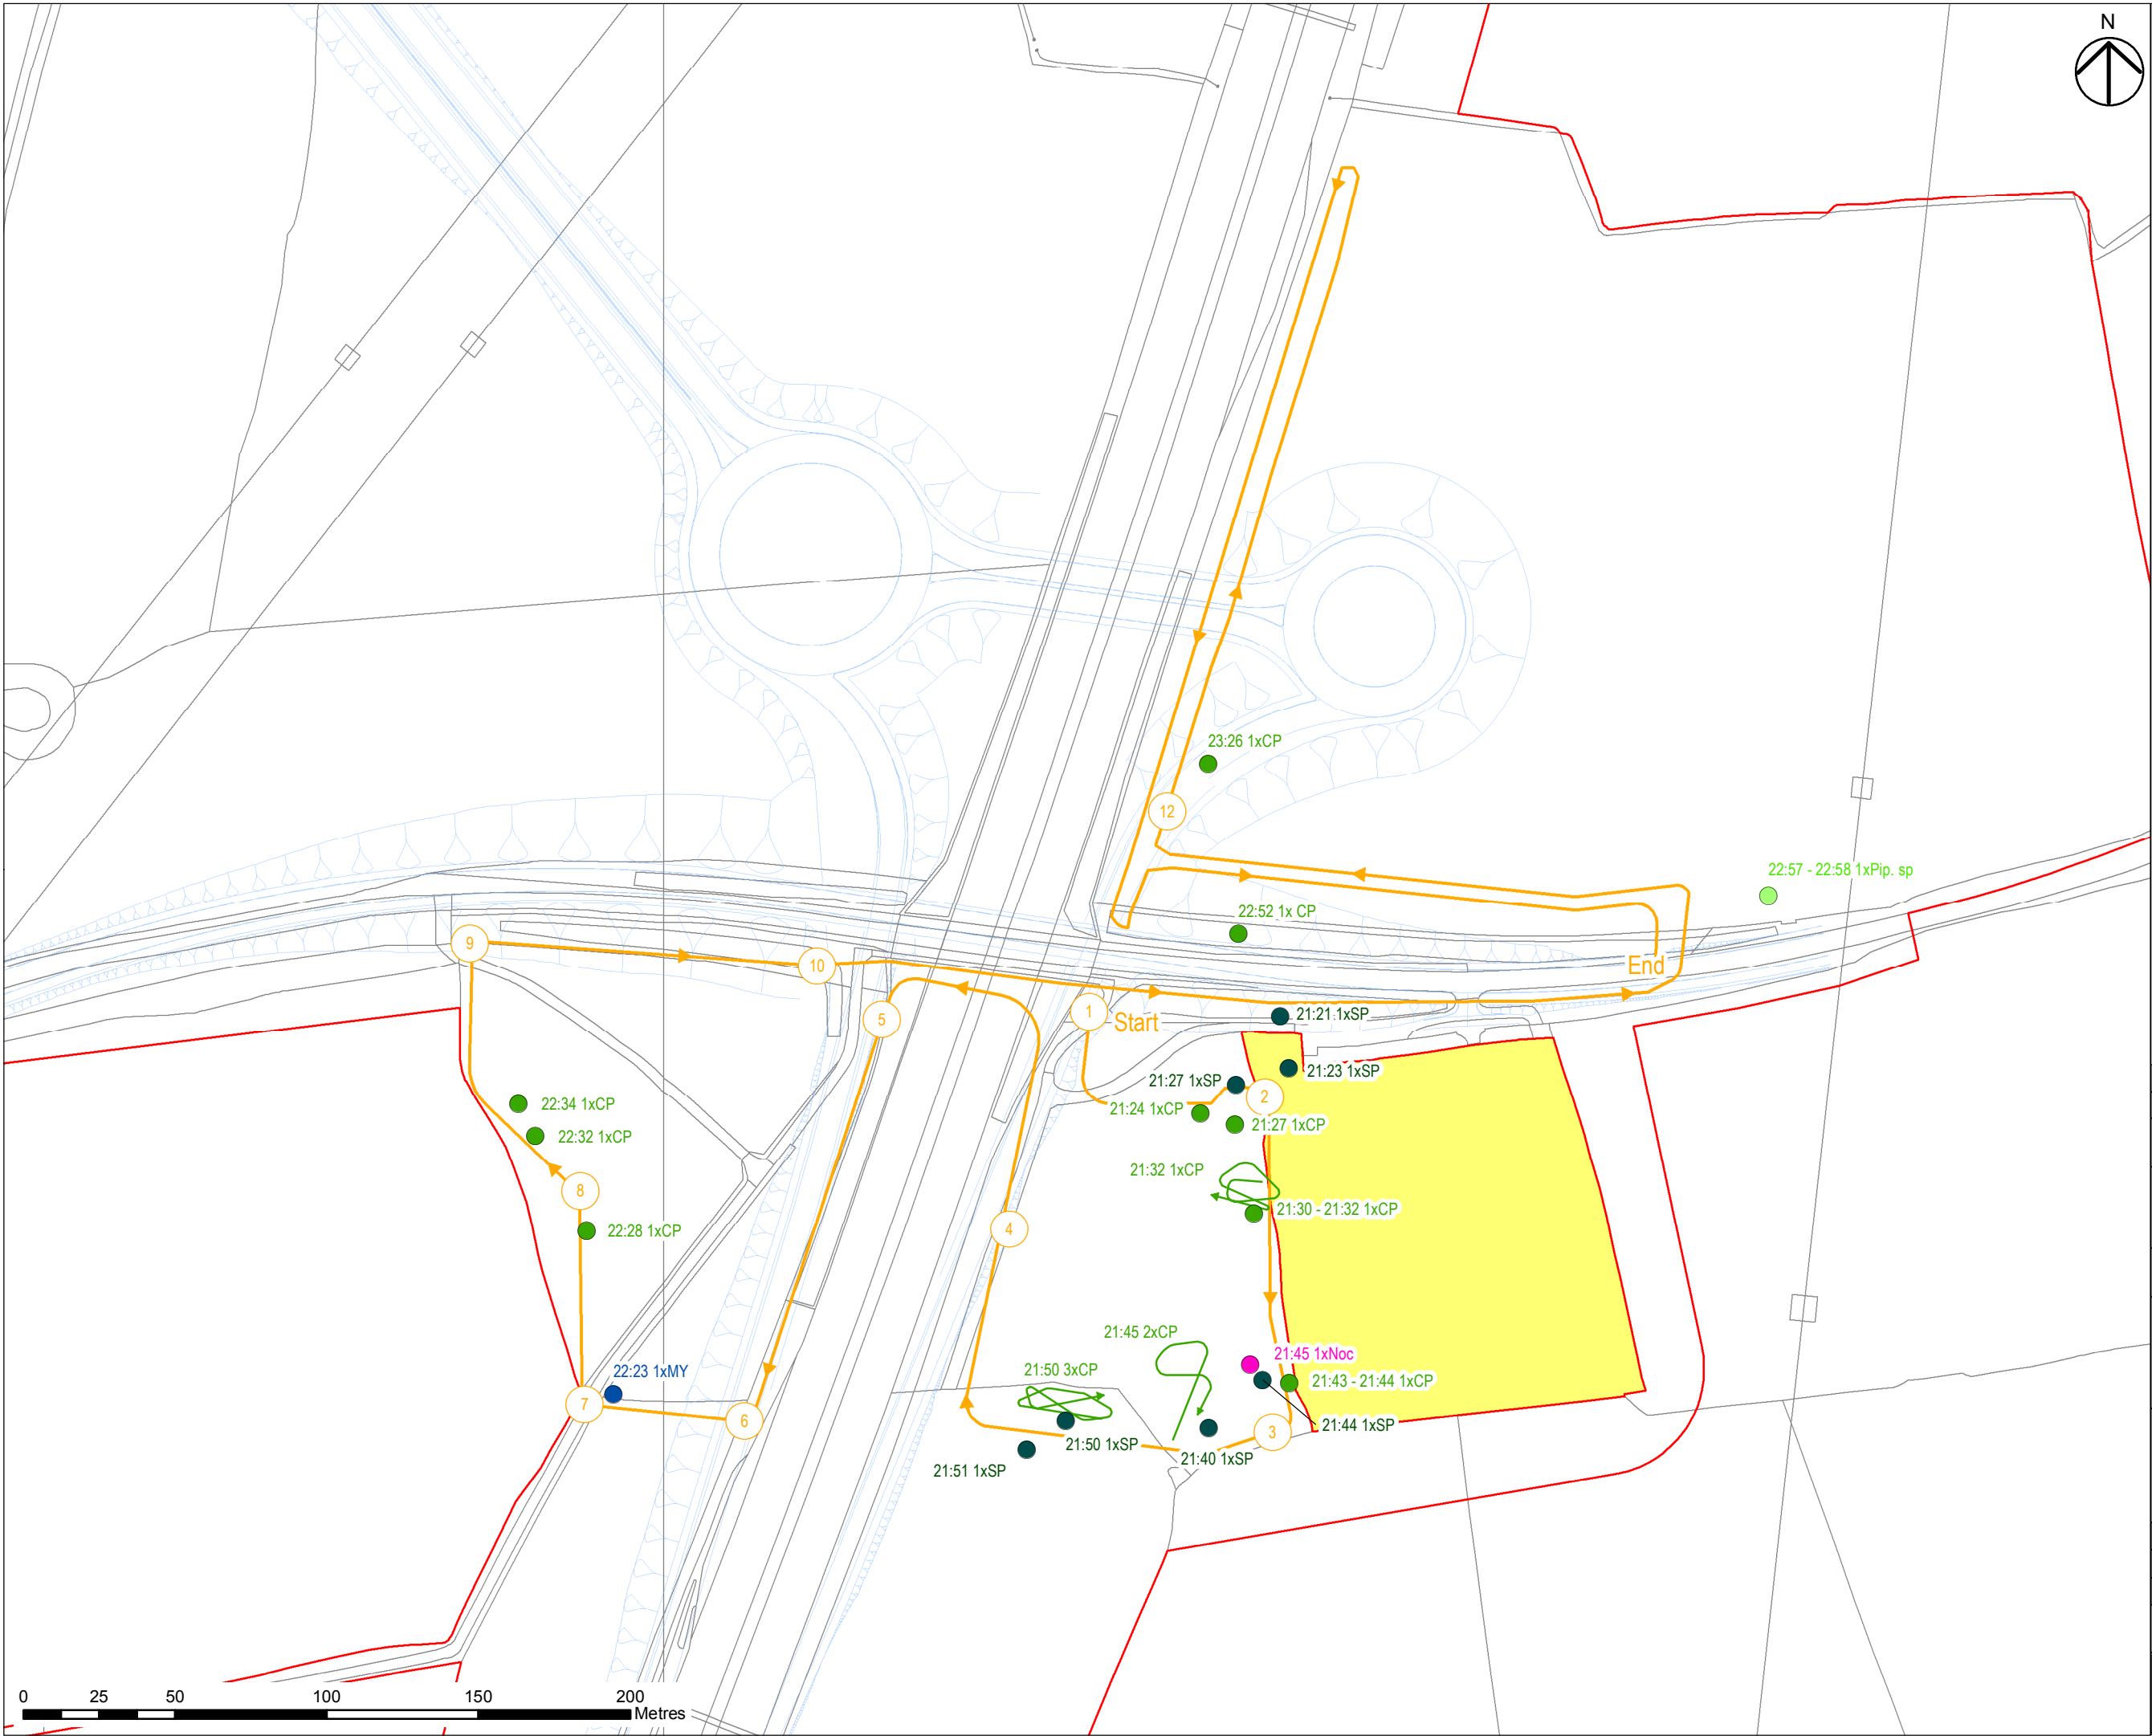 N
23:26 1xCP
12
22:57 - 22:58 1xPip. sp
22:52 1x CP
9
10
End
5
1
Start
21:21 1xSP
21:23 1xSP
21:27 1xSP
2
21:24 1xCP
21:27 1xCP
22:34 1xCP
22:32 1xCP
21:32 1xCP
8
21:30 - 21:32 1xCP
22:28 1xCP
4
21:45 2xCP
21:45 1xNoc
21:50 3xCP
22:23 1xMY
21:43 - 21:44 1xCP
7
6
3
21:44 1xSP
21:50 1xSP
21:40 1xSP
21:51 1xSP
0 25 50 100 150 200
Metres